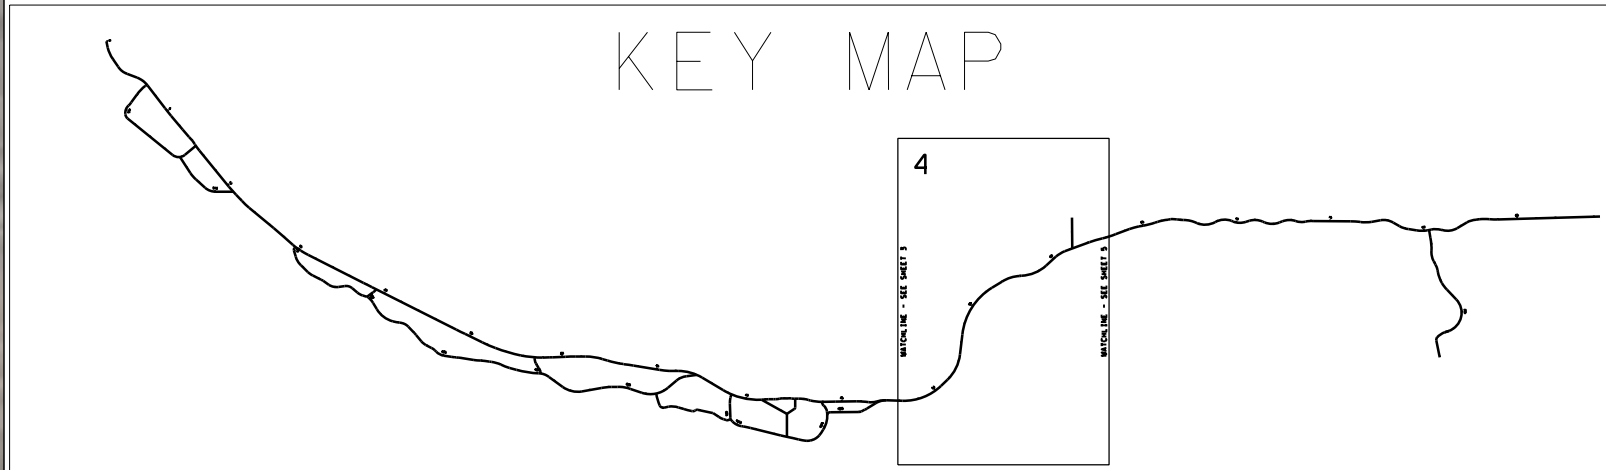 KEY MAP
4
MATCHLINE - SEE SHEET 3
MATCHLINE - SEE SHEET 5